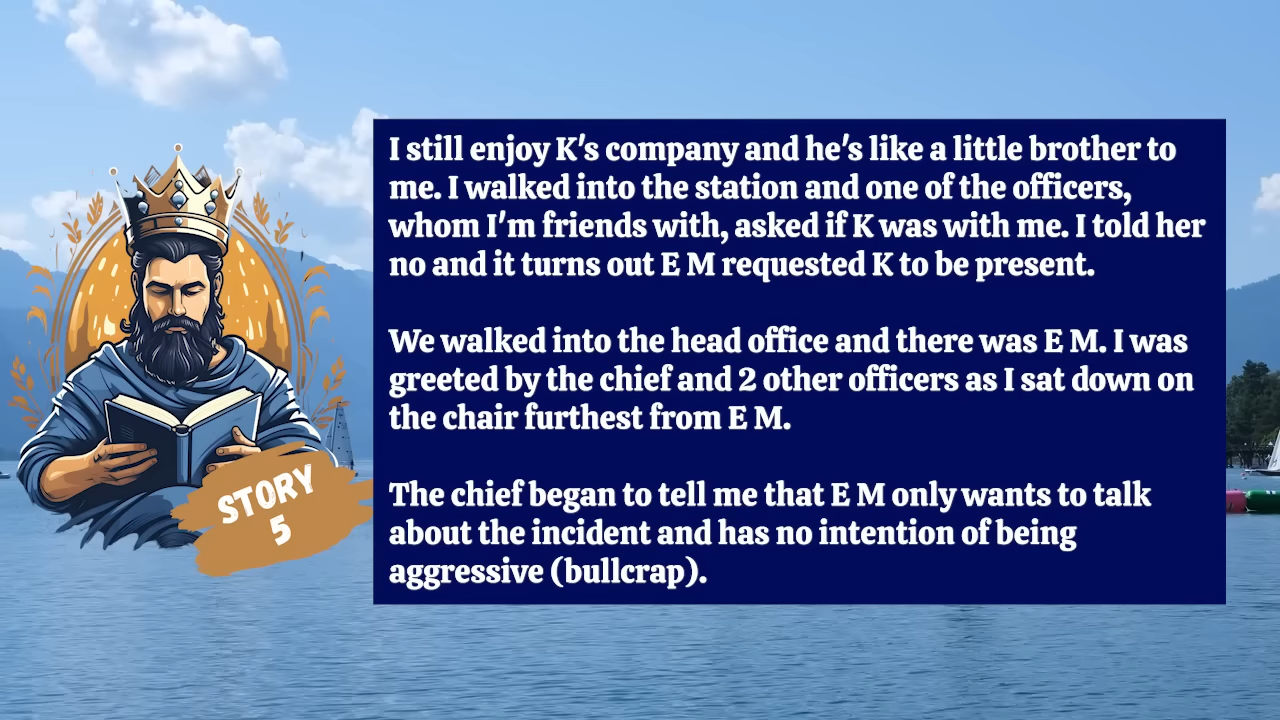 I still enjoy K's company and he's like a little brother to
me. I walked into the station and one of the officers,
whom I'm friends with, asked if K was with me. I told her
no and it turns out E M requested K to be present.
We walked into the head office and there was E M. I was
greeted by the chief and 2 other officers as I sat down on
the chair furthest from E M.
The chief began to tell me that E M only wants to talk
about the incident and has no intention of being
aggressive (bullcrap).
STORY
5